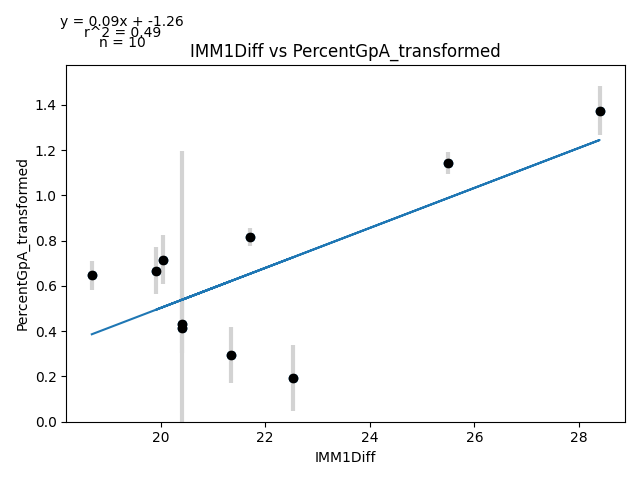 y = 0.09x + -1.26
r^2 = 0.49
n = 10
IMM1Diff vs PercentGpA_transformed
PercentGpA_transformed
1.4
1.2
1.0
0.8
0.6
0.4
0.2
0.0
20
22
24
26
28
IMM1Diff